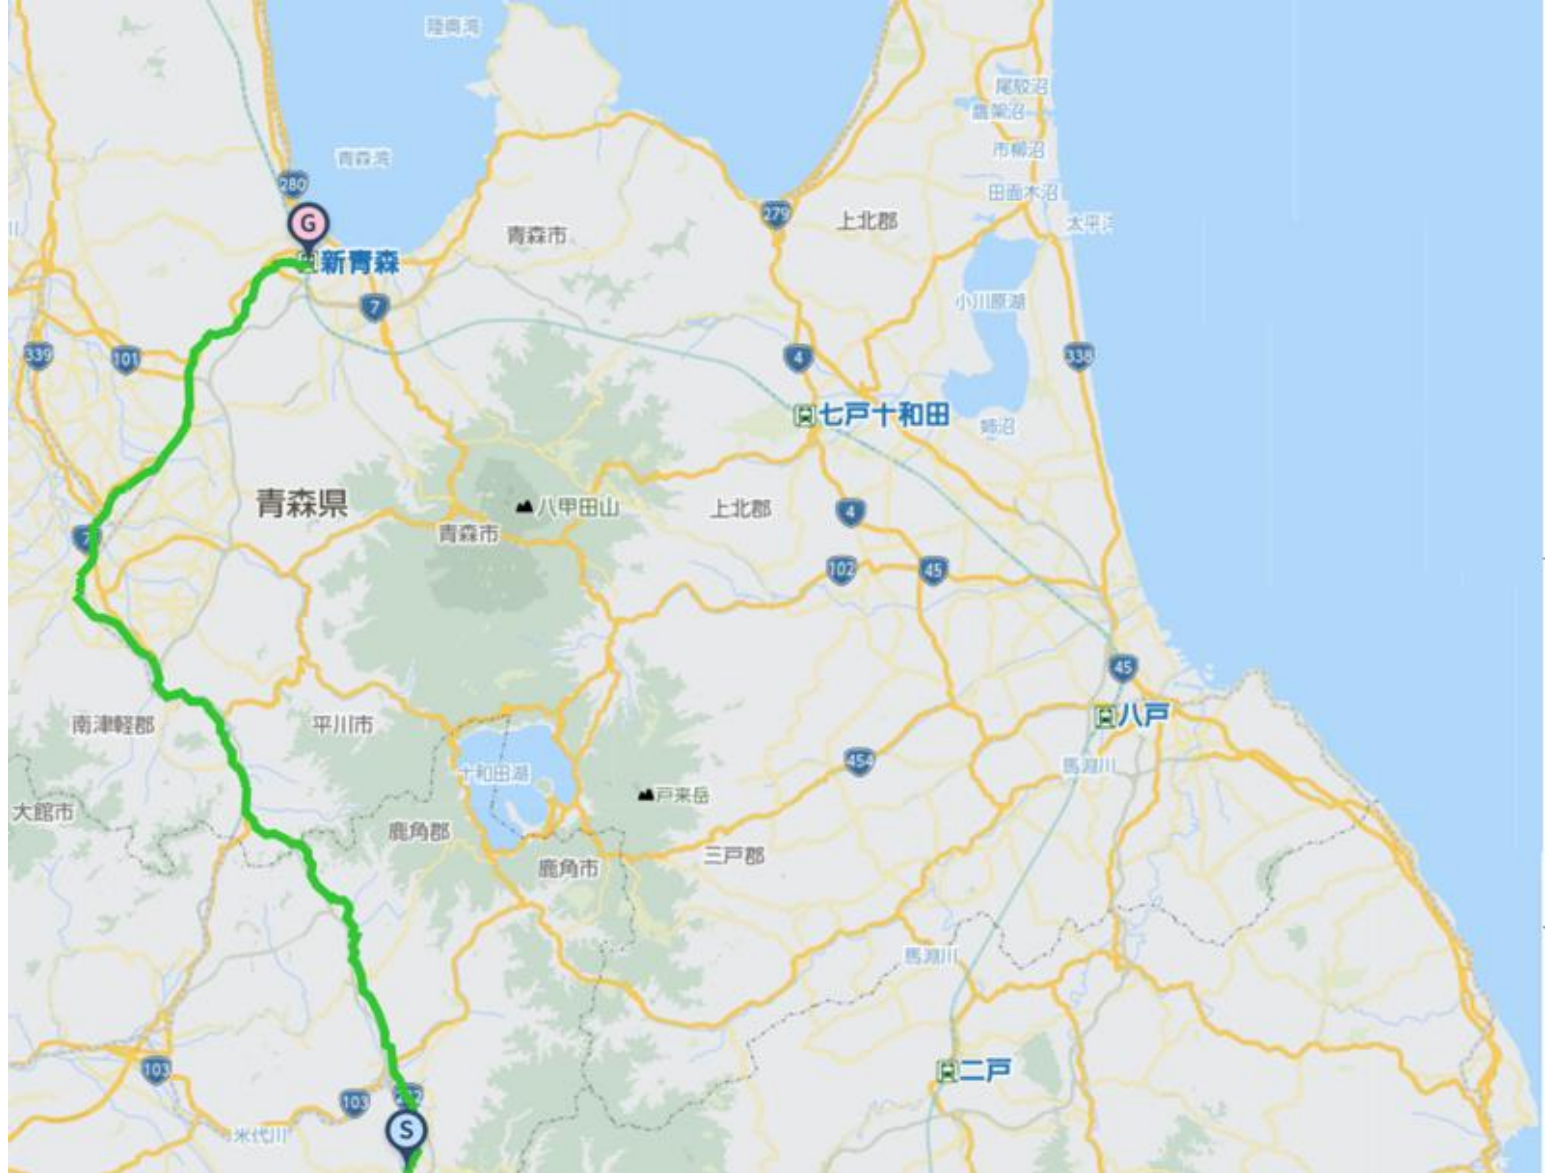 陸奥湾
尾駮沼
鷹架沼
青森湾
市柳沼
280
田面木沼
G
279
上北郡
太平
川
青森市
新青森
7
小川原湖
339
101
4
338
七戸十和田
姉沼
青森県
八甲田山
上北郡
4
青森市
7
102
45
45
南津軽郡
平川市
八戸
454
馬淵川
十和田湖
戸来岳
大館市
鹿角郡
三戸郡
鹿角市
馬淵川
103
二戸
103
282
S
米代川